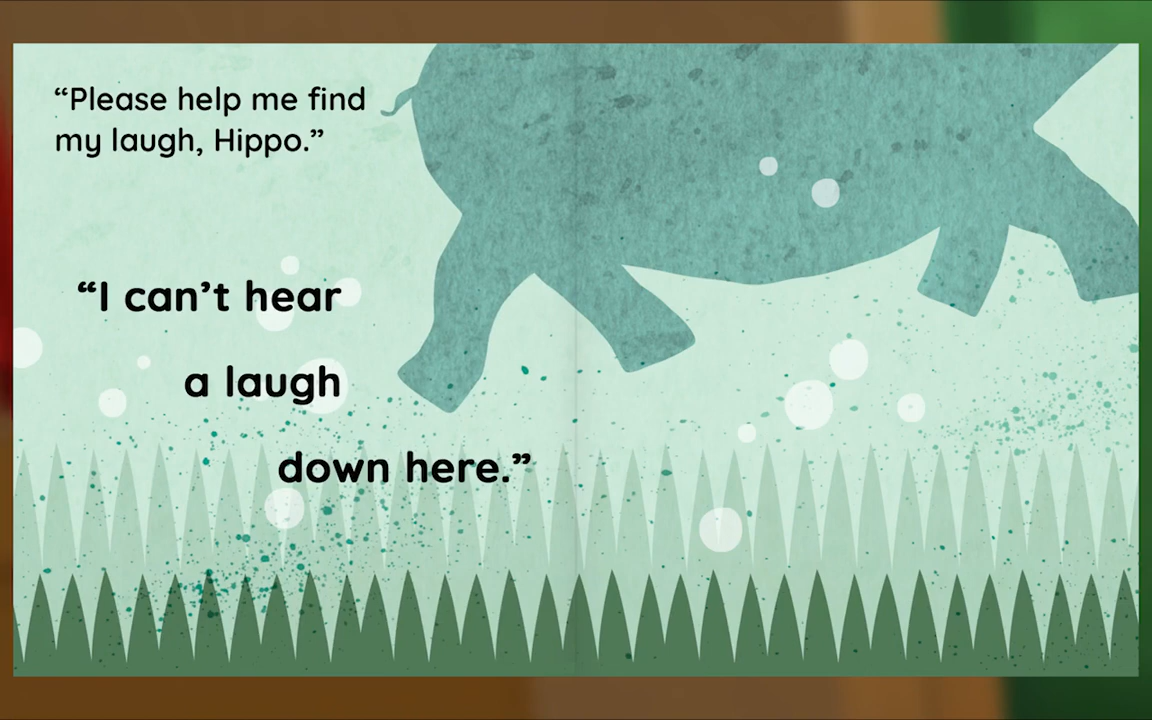 “Please help me find
my laugh, Hippo.”
“I can’t hear
a laugh
down here.”